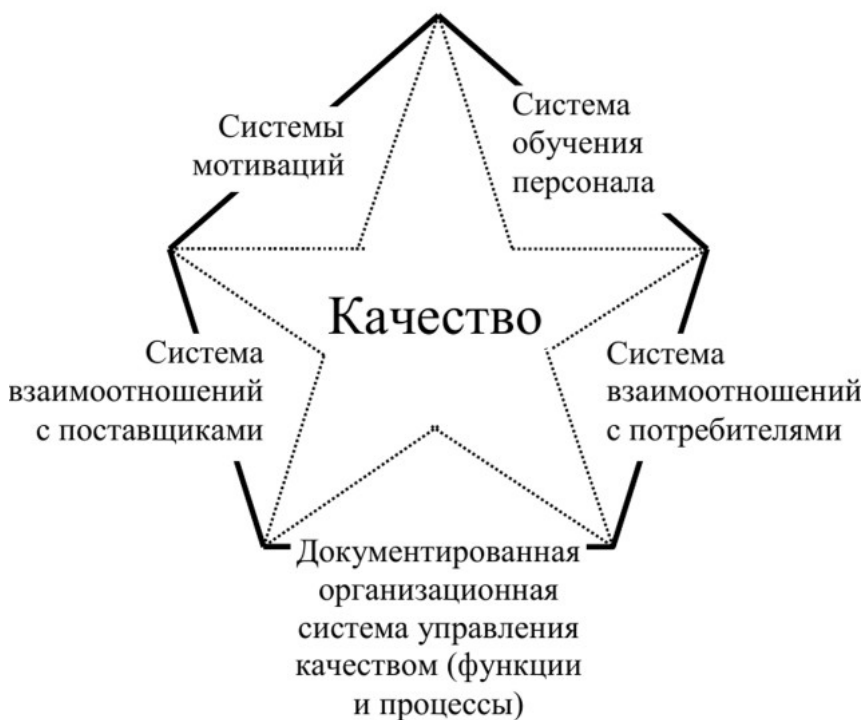 Системы
мотиваций
Система
обучения
персонала
Качество
Система
взаимоотношений
с поставщиками
Система
взаимоотношений
с потребителями
Документированная
организационная
система управления
качеством (функции
и процессы)